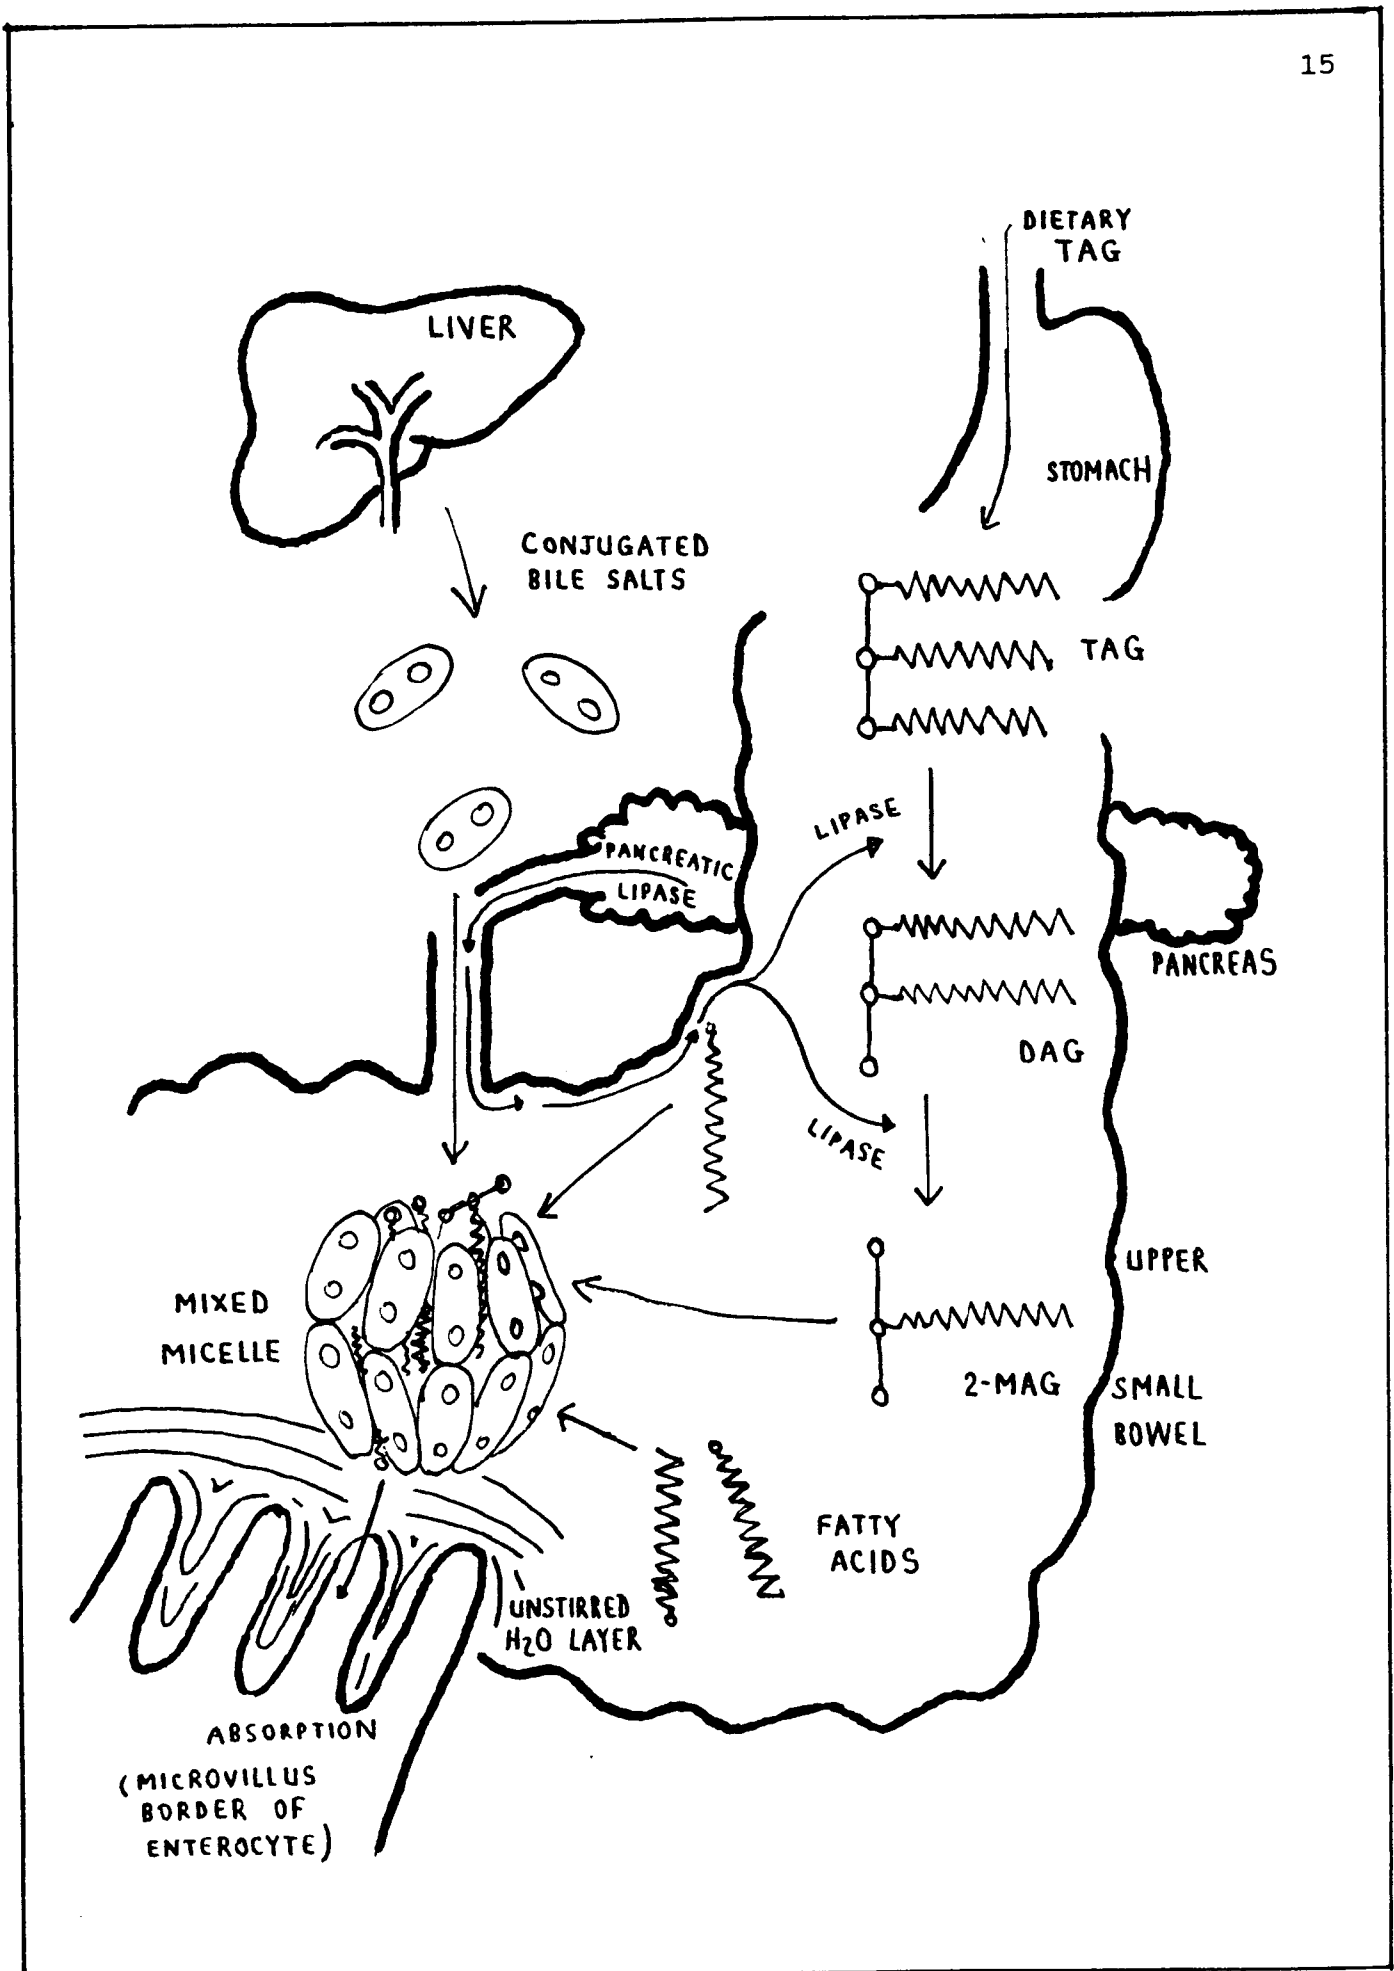 15
DIETARY
TAG
LIVER
STOMACH
CONJUGATED
BILE SALTS
TAG
LIPASE
PANCREATIC
LIPASE
PANCREAS
DAG
LIPASE
UPPER
MIXED
MICELLE
2-MAG
SMALL
BOWEL
FATTY
ACIDS
UNSTIRRED
H₂O LAYER
ABSORPTION
(MICROVILLUS
BORDER OF
ENTEROCYTE)